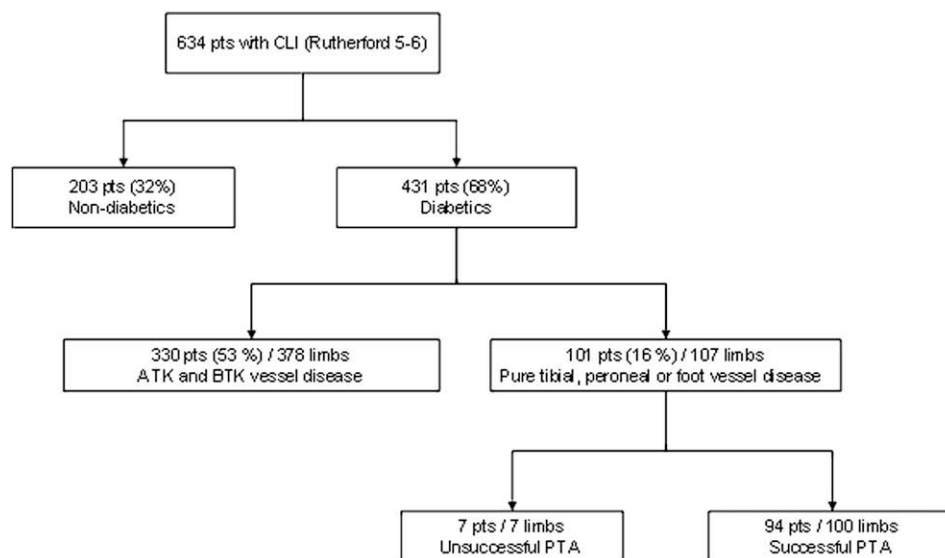 634 pts with CLI (Rutherford 5-6)
203 pts (32%)
Non-diabetics
431 pts (68%)
Diabetics
330 pts (53 %) / 378 limbs
ATK and BTK vessel disease
101 pts (16 %) / 107 limbs
Pure tibial, peroneal or foot vessel disease
7 pts / 7 limbs
Unsuccessful PTA
94 pts / 100 limbs
Successful PTA